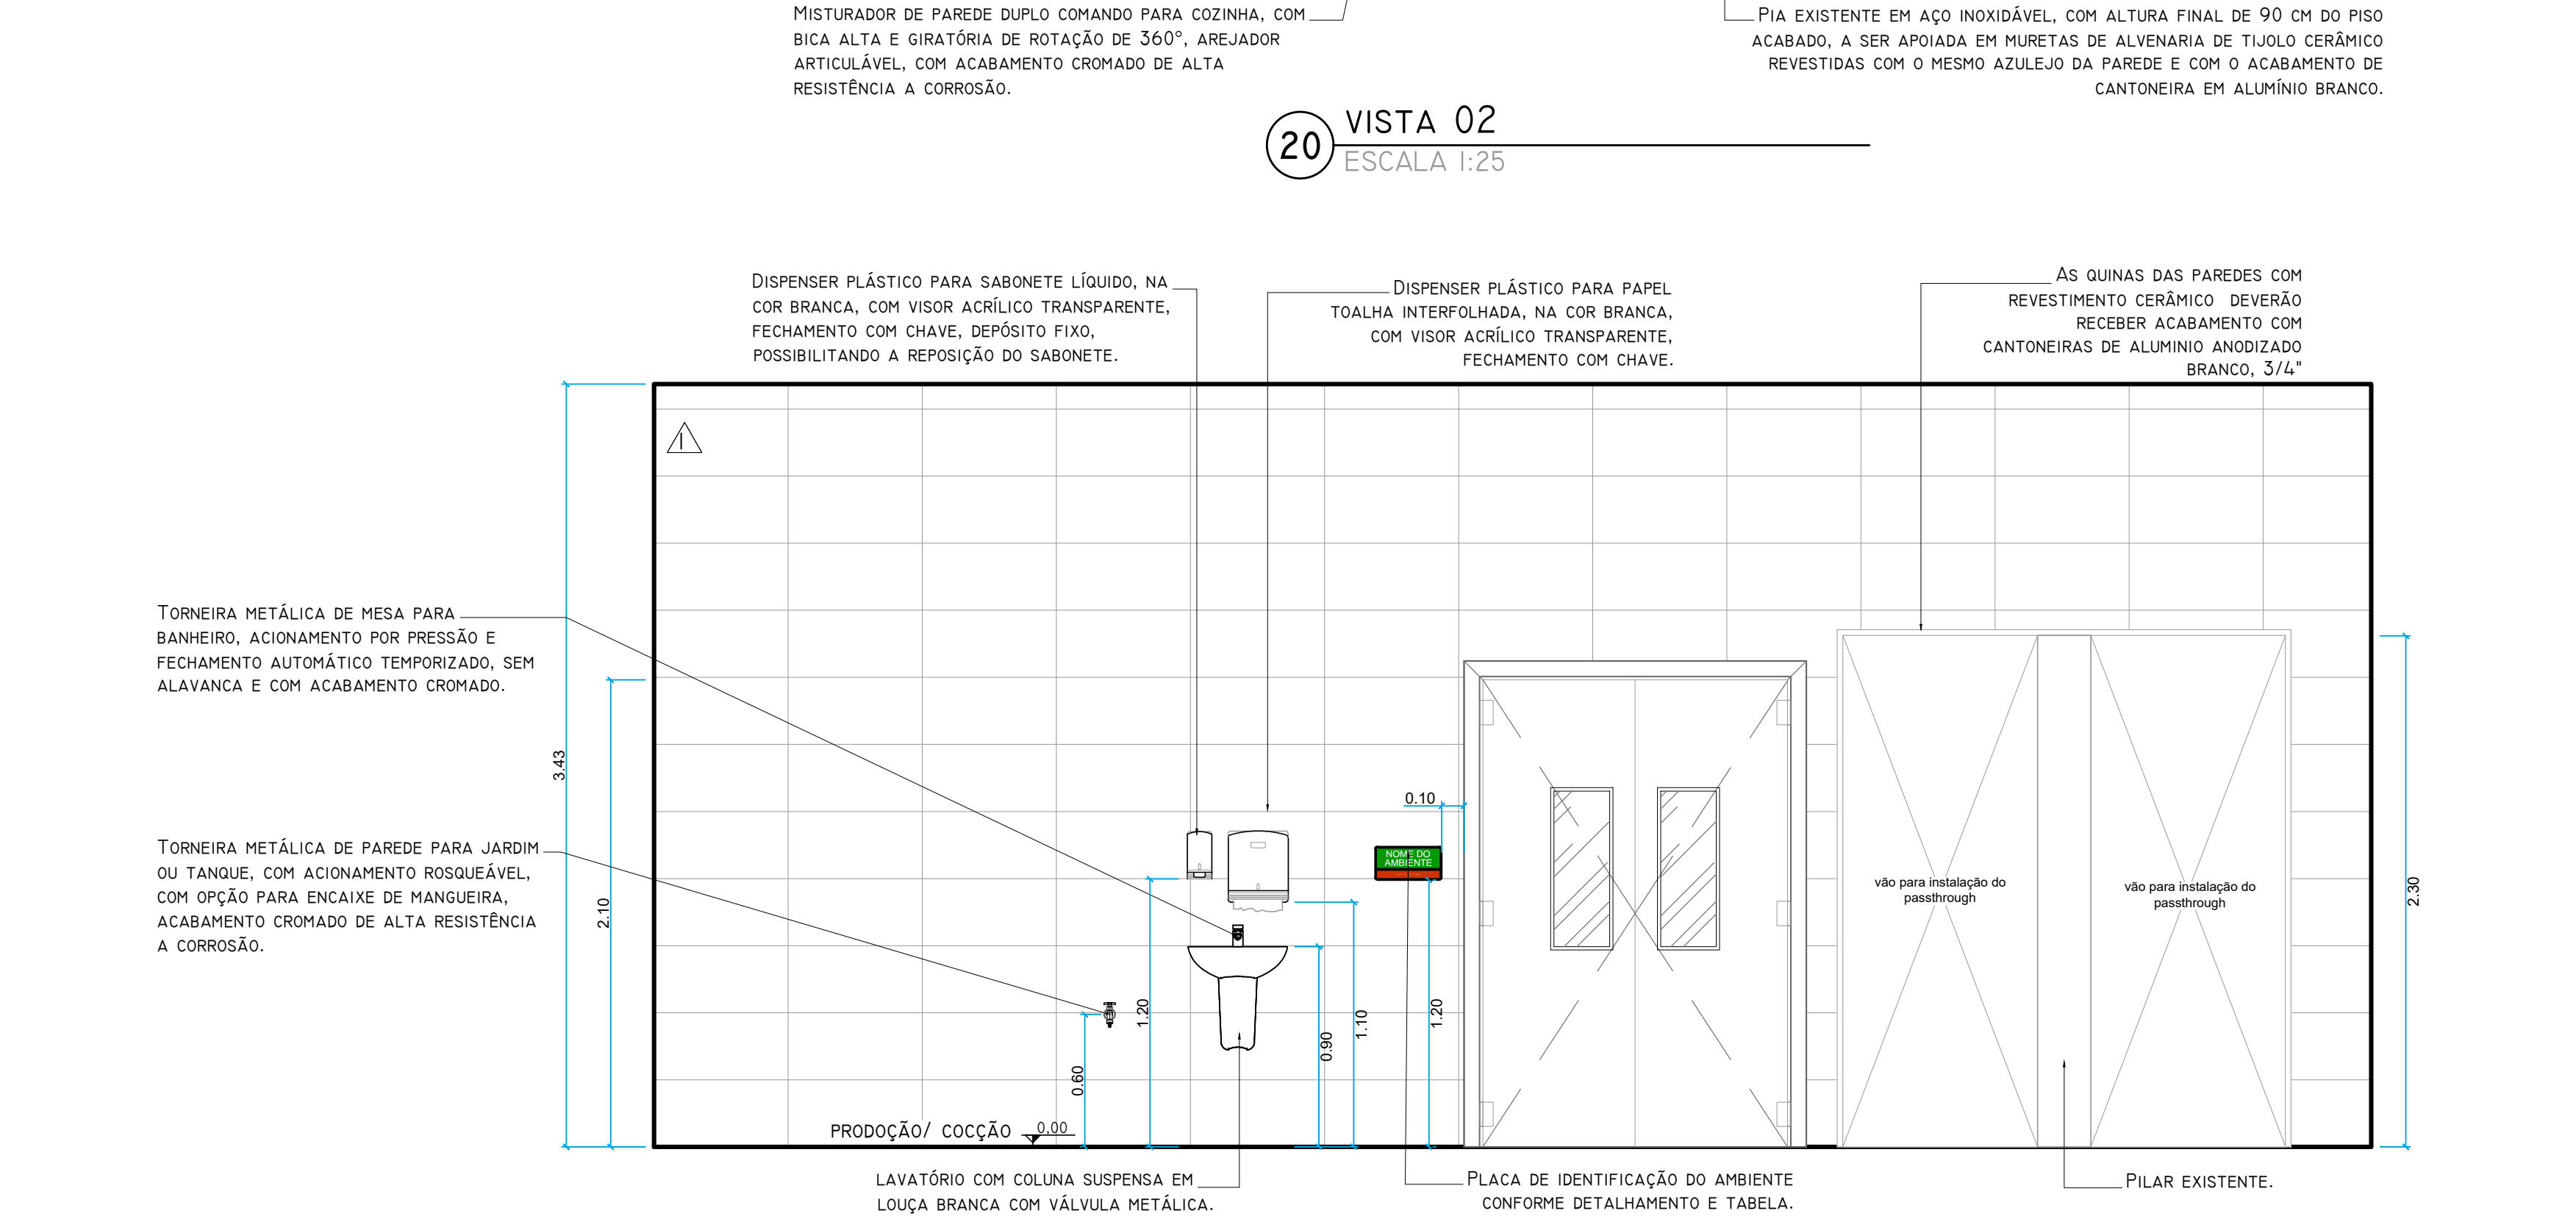 MISTURADOR DE PAREDE DUPLO COMANDO PARA COZINHA, COM
BICA ALTA E GIRATÓRIA DE ROTAÇÃO DE 360°, AREJADOR
ARTICULÁVEL, COM ACABAMENTO CROMADO DE ALTA
RESISTÊNCIA A CORROSÃO.
PIA EXISTENTE EM AÇO INOXIDÁVEL, COM ALTURA FINAL DE 90 CM DO PISO
ACABADO, A SER APOIADA EM MURETAS DE ALVENARIA DE TIJOLO CERÂMICO
REVESTIDAS COM O MESMO AZULEJO DA PAREDE E COM O ACABAMENTO DE
CANTONEIRA EM ALUMÍNIO BRANCO.
20
VISTA 02
ESCALA 1:25
DISPENSER PLÁSTICO PARA SABONETE LÍQUIDO, NA
COR BRANCA, COM VISOR ACRÍLICO TRANSPARENTE,
FECHAMENTO COM CHAVE, DEPÓSITO FIXO,
POSSIBILITANDO A REPOSIÇÃO DO SABONETE.
DISPENSER PLÁSTICO PARA PAPEL
TOALHA INTERFOLHADA, NA COR BRANCA,
COM VISOR ACRÍLICO TRANSPARENTE,
FECHAMENTO COM CHAVE.
AS QUINAS DAS PAREDES COM
REVESTIMENTO CERÂMICO DEVERÃO
RECEBER ACABAMENTO COM
CANTONEIRAS DE ALUMINIO ANODIZADO
BRANCO, 3/4"
1
TORNEIRA METÁLICA DE MESA PARA
BANHEIRO, ACIONAMENTO POR PRESSÃO E
FECHAMENTO AUTOMÁTICO TEMPORIZADO, SEM
ALAVANCA E COM ACABAMENTO CROMADO.
TORNEIRA METÁLICA DE PAREDE PARA JARDIM
OU TANQUE, COM ACIONAMENTO ROSQUEÁVEL,
COM OPÇÃO PARA ENCAIXE DE MANGUEIRA,
ACABAMENTO CROMADO DE ALTA RESISTÊNCIA
A CORROSÃO.
3.43
2.10
0.60
1.20
0.90
1.10
1.20
0.10
NOME DO
AMBIENTE
vão para instalação do
passthrough
vão para instalação do
passthrough
2.30
PRODOÇÃO/ COCÇÃO
0,00
LAVATÓRIO COM COLUNA SUSPENSA EM
LOUÇA BRANCA COM VÁLVULA METÁLICA.
PLACA DE IDENTIFICAÇÃO DO AMBIENTE
CONFORME DETALHAMENTO E TABELA.
PILAR EXISTENTE.